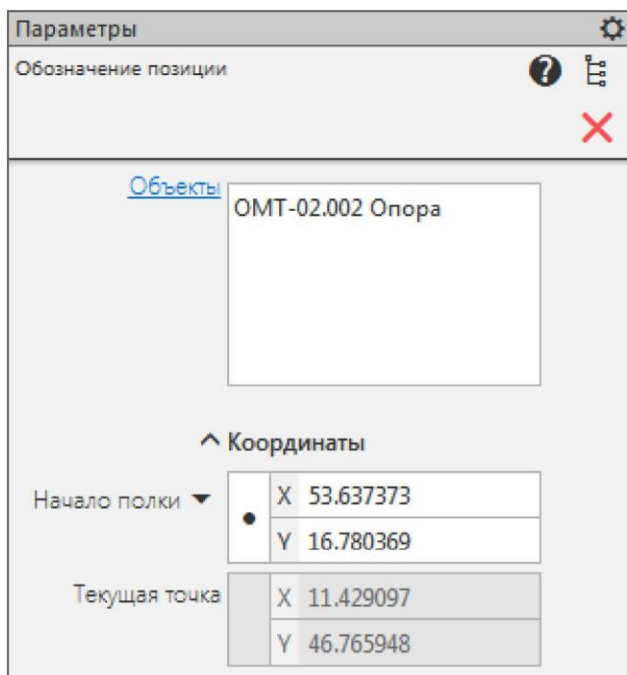 Параметры
Обозначение позиции
Объекты
ОМТ-02.002 Опора
Координаты
Начало полки
X 53.637373
Y 16.780369
Текущая точка
X 11.429097
Y 46.765948